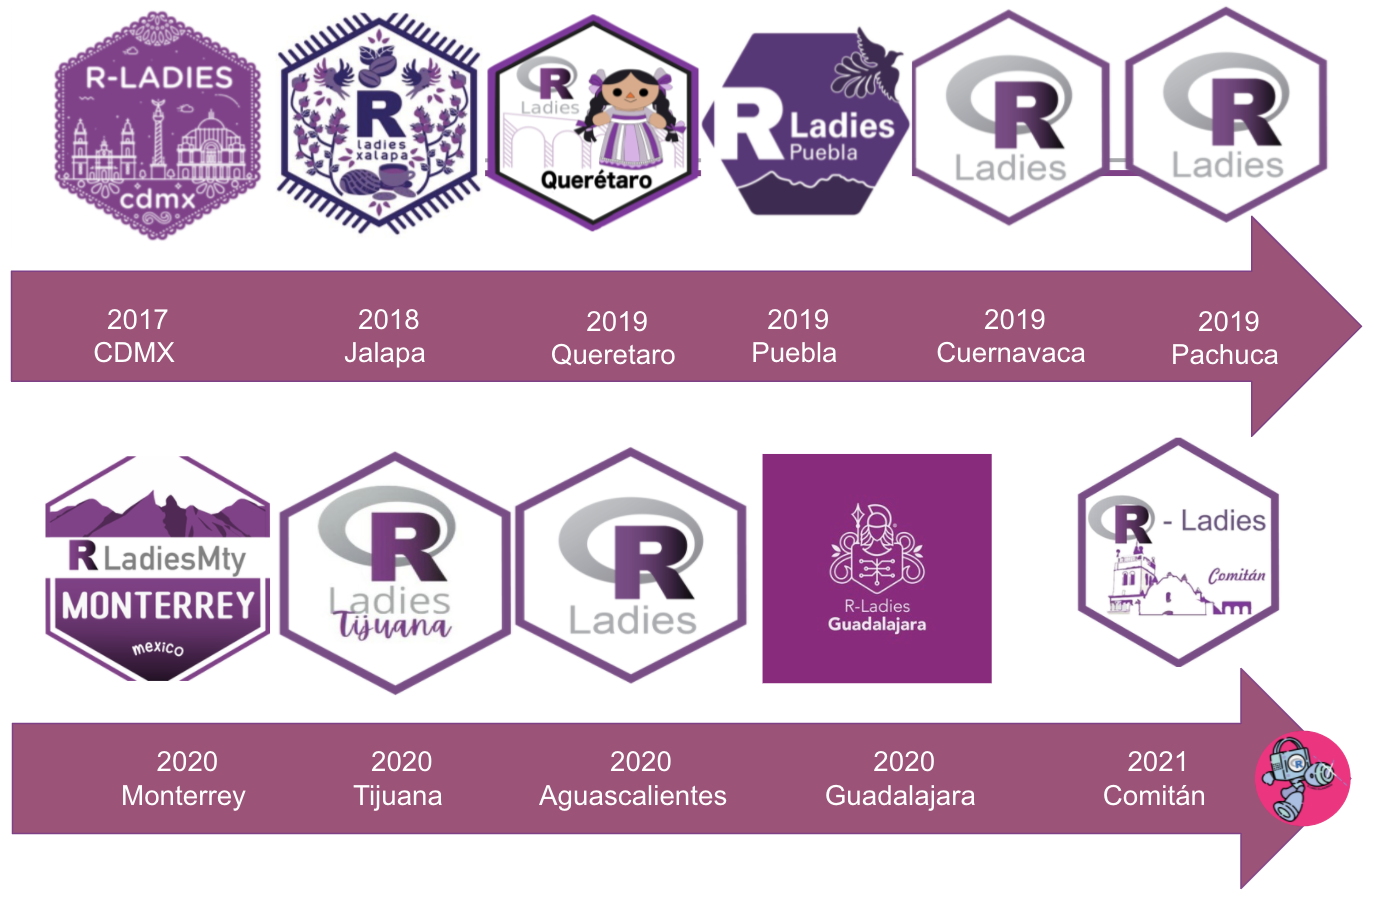 R-LADIES
cdmx
R
ladies
xalapa
R
Ladies
Querétaro
R Ladies
Puebla
R
Ladies
R
Ladies
2017
CDMX
2018
Jalapa
2019
Queretaro
2019
Puebla
2019
Cuernavaca
2019
Pachuca
R LadiesMty
MONTERREY
mexico
R
Ladies
Tijuana
R
Ladies
R-Ladies
Guadalajara
R - Ladies
Comitán
2020
Monterrey
2020
Tijuana
2020
Aguascalientes
2020
Guadalajara
2021
Comitán
R